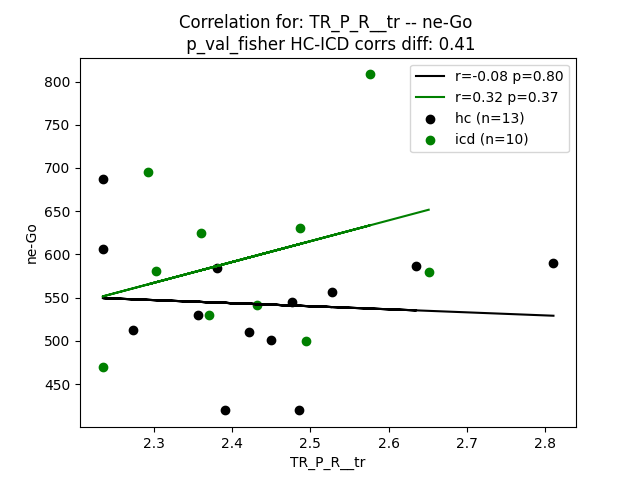 Correlation for: TR_P_R__tr -- ne-Go
p_val_fisher HC-ICD corrs diff: 0.41
r=-0.08 p=0.80
r=0.32 p=0.37
hc (n=13)
icd (n=10)
800
750
700
650
600
550
500
450
ne-Go
2.3 2.4 2.5 2.6 2.7 2.8
TR_P_R__tr